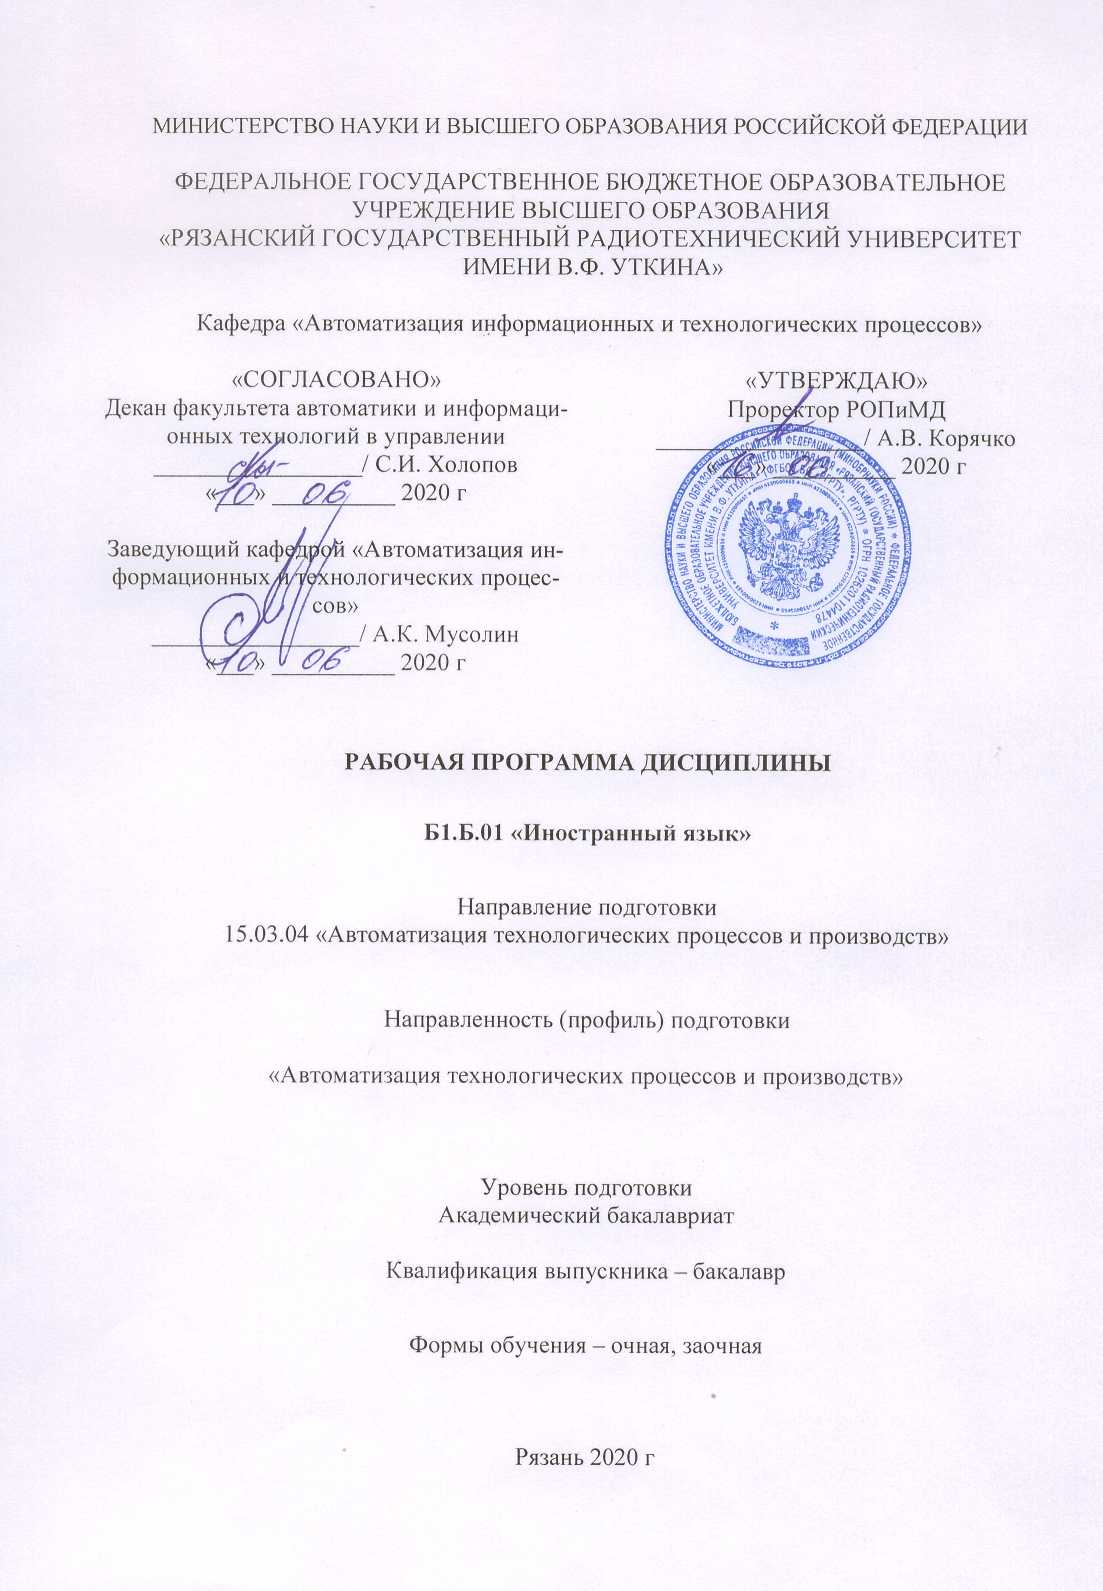 МИНИСТЕРСТВО НАУКИ И ВЫСШЕГО ОБРАЗОВАНИЯ РОССИЙСКОЙ ФЕДЕРАЦИИ
ФЕДЕРАЛЬНОЕ ГОСУДАРСТВЕННОЕ БЮДЖЕТНОЕ ОБРАЗОВАТЕЛЬНОЕ
УЧРЕЖДЕНИЕ ВЫСШЕГО ОБРАЗОВАНИЯ
«РЯЗАНСКИЙ ГОСУДАРСТВЕННЫЙ РАДИОТЕХНИЧЕСКИЙ УНИВЕРСИТЕТ
ИМЕНИ В.Ф. УТКИНА»
Кафедра «Автоматизация информационных и технологических процессов»
«СОГЛАСОВАНО»
Декан факультета автоматики и информаци-
онных технологий в управлении
/ С.И. Холопов
«10» 06 2020 г
Заведующий кафедрой «Автоматизация ин-
формационных и технологических процес-
сов»
/ А.К. Мусолин
«10» 06 2020 г
«УТВЕРЖДАЮ»
Проректор РОПиМД
/ А.В. Корячко
«10» 06 2020 г
РАБОЧАЯ ПРОГРАММА ДИСЦИПЛИНЫ
Б1.Б.01 «Иностранный язык»
Направление подготовки
15.03.04 «Автоматизация технологических процессов и производств»
Направленность (профиль) подготовки
«Автоматизация технологических процессов и производств»
Уровень подготовки
Академический бакалавриат
Квалификация выпускника – бакалавр
Формы обучения – очная, заочная
Рязань 2020 г